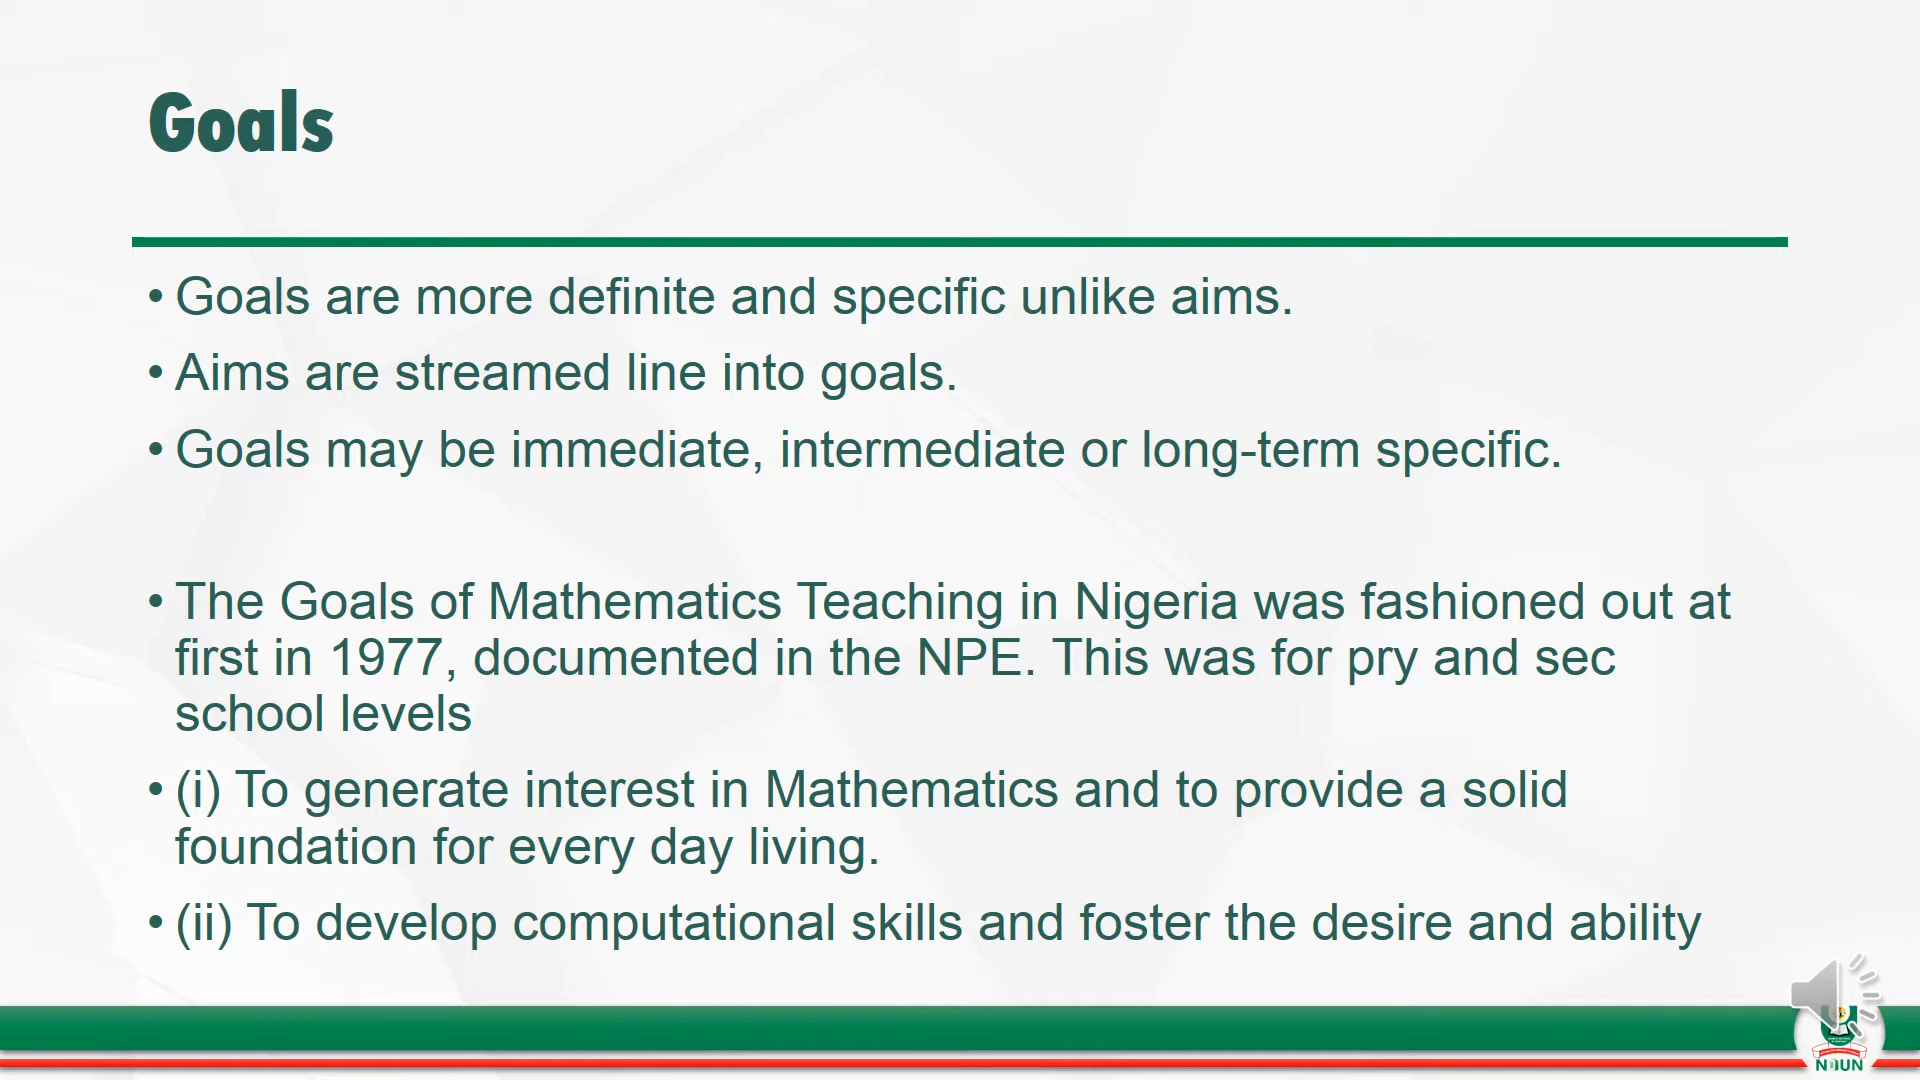 Goals
• Goals are more definite and specific unlike aims.
• Aims are streamed line into goals.
• Goals may be immediate, intermediate or long-term specific.
• The Goals of Mathematics Teaching in Nigeria was fashioned out at
first in 1977, documented in the NPE. This was for pry and sec
school levels
• (i) To generate interest in Mathematics and to provide a solid
foundation for every day living.
• (ii) To develop computational skills and foster the desire and ability
NOUN